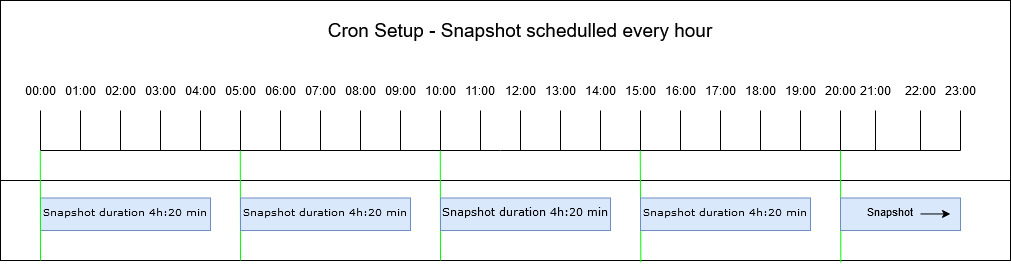 Cron Setup - Snapshot schedulled every hour
00:00 01:00 02:00 03:00 04:00 05:00 06:00 07:00 08:00 09:00 10:00 11:00 12:00 13:00 14:00 15:00 16:00 17:00 18:00 19:00 20:00 21:00 22:00 23:00
Snapshot duration 4h:20 min Snapshot duration 4h:20 min Snapshot duration 4h:20 min Snapshot duration 4h:20 min Snapshot